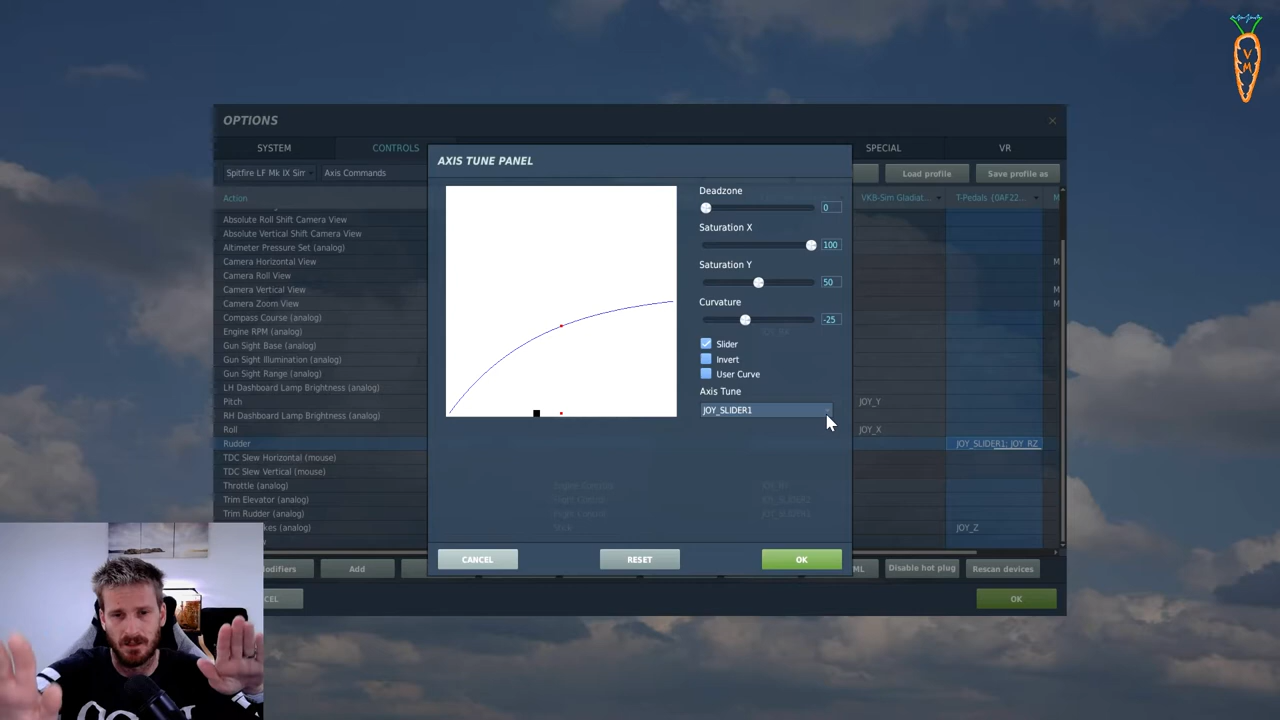 V
M
OPTIONS
SYSTEM
CONTROLS
SPECIAL
VR
AXIS TUNE PANEL
Spitfire LF Mk IX Sim
Axis Commands
Load profile
Save profile as
Action
VKB-Sim Gladiat...
T-Pedals {0AF22...
M
Absolute Roll Shift Camera View
Absolute Vertical Shift Camera View
Altimeter Pressure Set (analog)
Camera Horizontal View
M
Camera Roll View
Camera Vertical View
M
Camera Zoom View
M
Compass Course (analog)
Engine RPM (analog)
Gun Sight Base (analog)
Gun Sight Illumination (analog)
Gun Sight Range (analog)
LH Dashboard Lamp Brightness (analog)
Pitch
JOY_Y
RH Dashboard Lamp Brightness (analog)
Roll
JOY_X
Rudder
JOY_SLIDER1; JOY_RZ
TDC Slew Horizontal (mouse)
TDC Slew Vertical (mouse)
Throttle (analog)
Trim Elevator (analog)
Trim Rudder (analog)
kes (analog)
JOY_Z
Deadzone
0
Saturation X
100
Saturation Y
50
Curvature
-25
Slider
Invert
User Curve
Axis Tune
JOY_SLIDER1
CANCEL
RESET
OK
odifiers
Add
ML
Disable hot plug
Rescan devices
CEL
OK